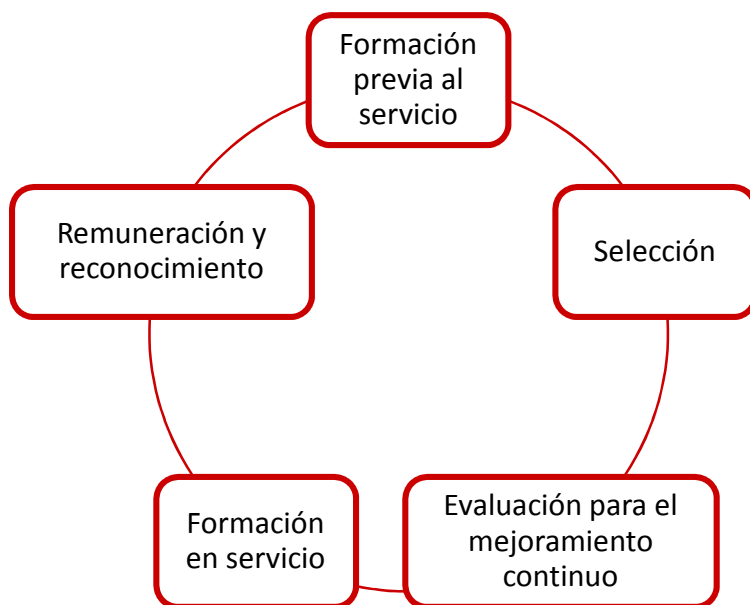 Formación
previa al
servicio
Remuneración y
reconocimiento
Selección
Formación
en servicio
Evaluación para el
mejoramiento
continuo